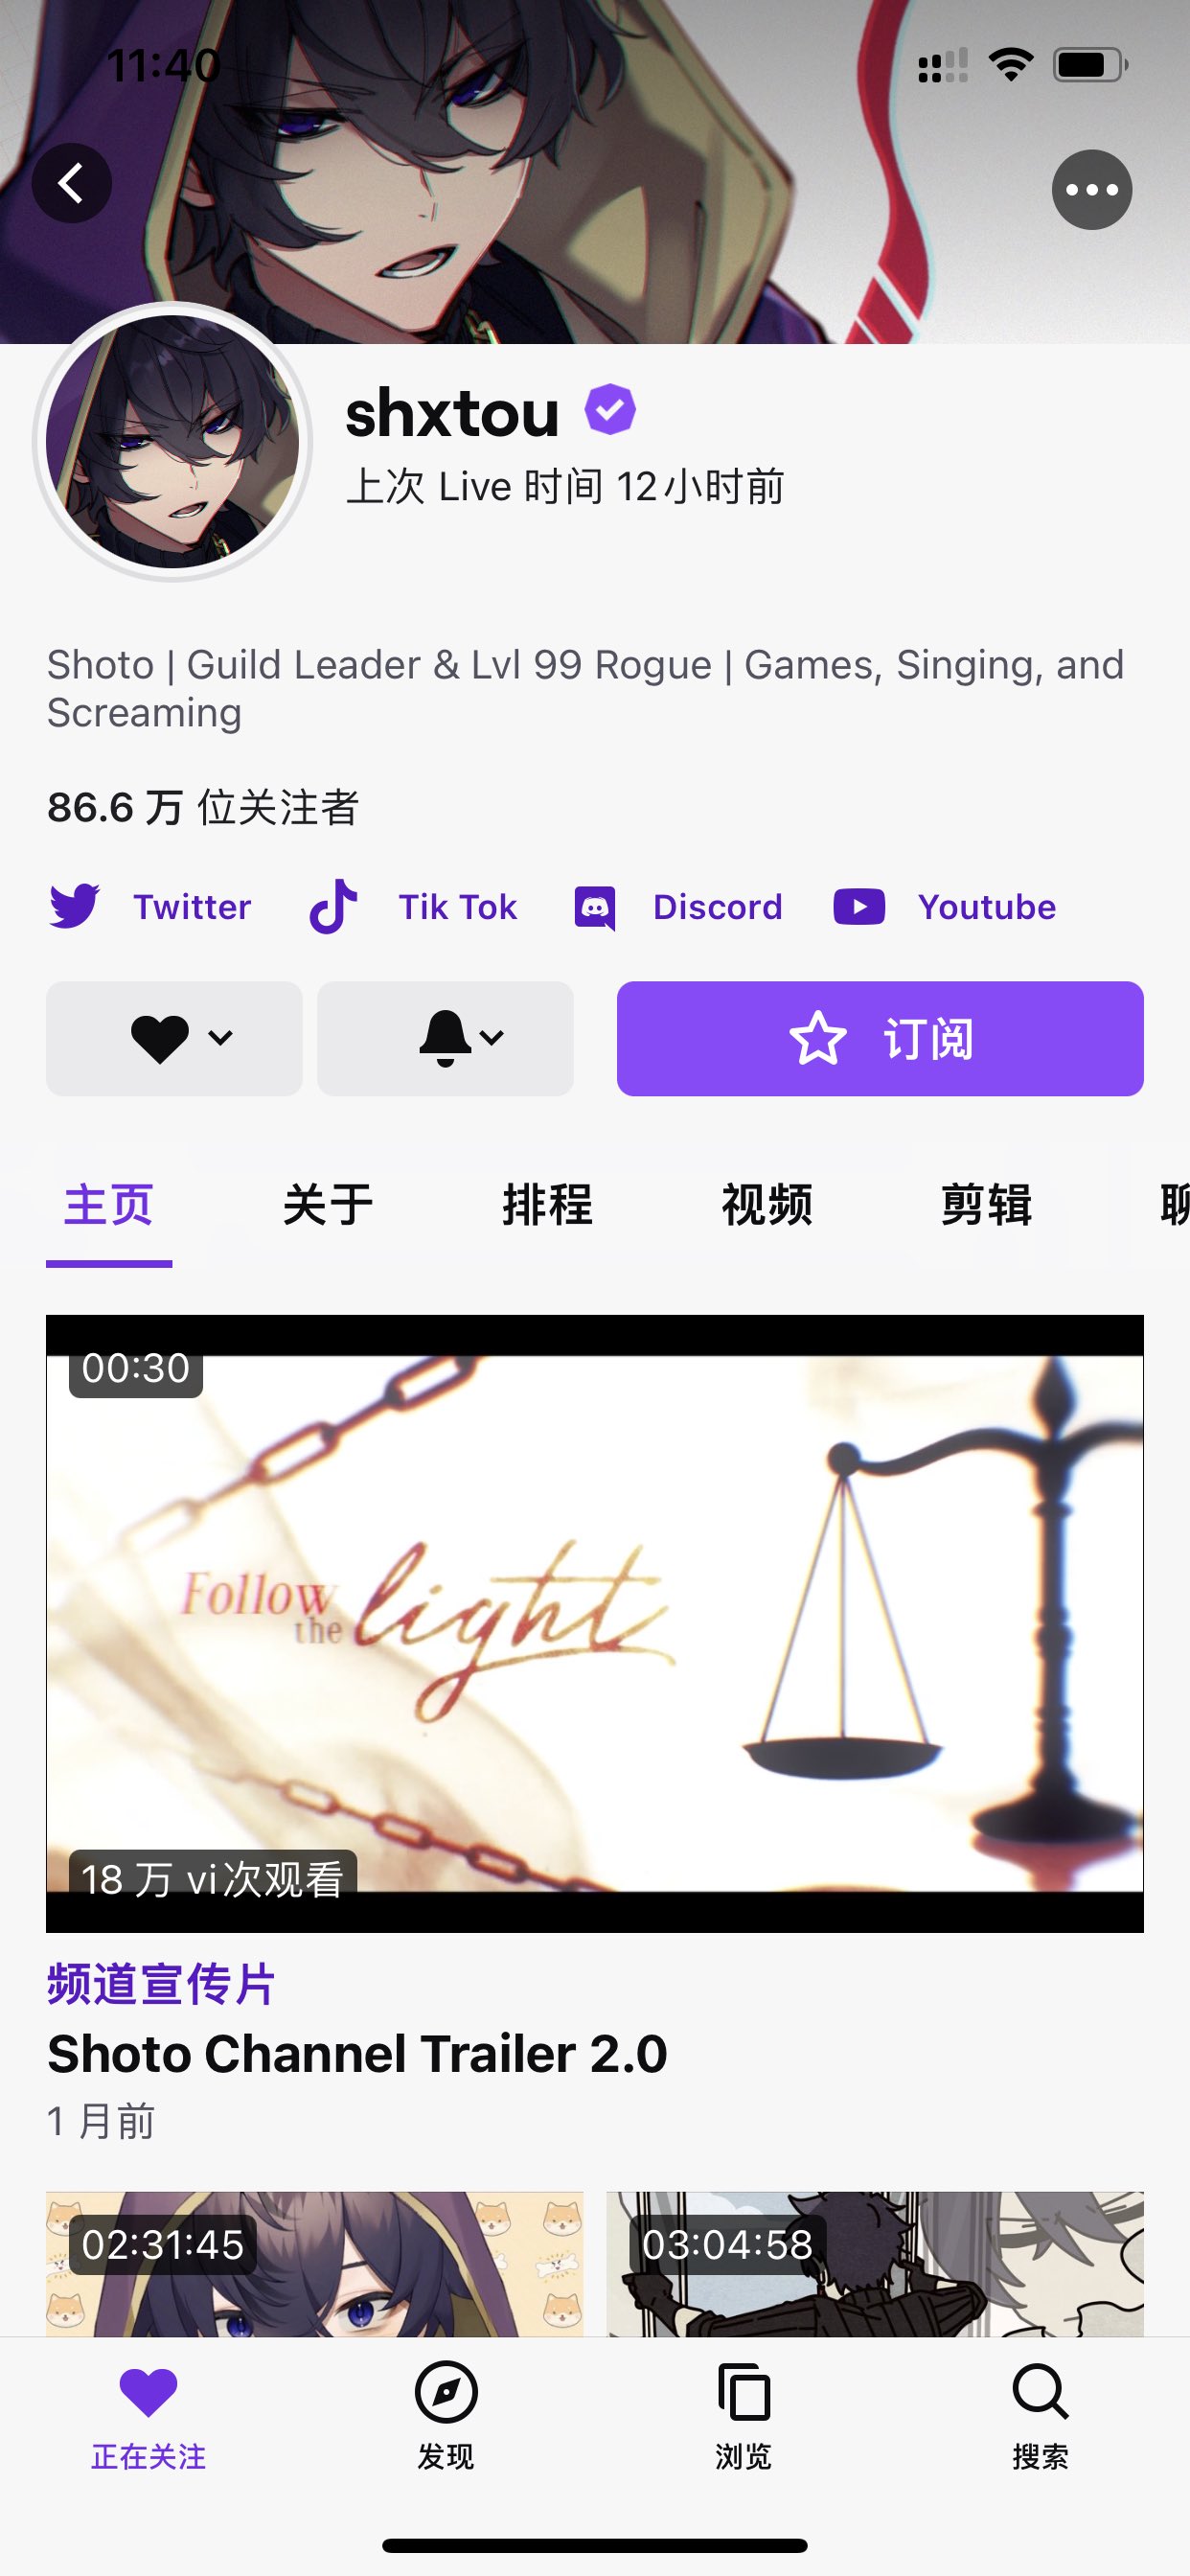 11:40
shxtou
上次 Live 时间 12小时前
Shoto | Guild Leader & Lvl 99 Rogue | Games, Singing, and
Screaming
86.6 万 位关注者
Twitter Tik Tok Discord Youtube
订阅
主页 关于 排程 视频 剪辑 聊
00:30
Follow
the light
18 万 vi次观看
频道宣传片
Shoto Channel Trailer 2.0
1 月前
02:31:45 03:04:58
正在关注 发现 浏览 搜索